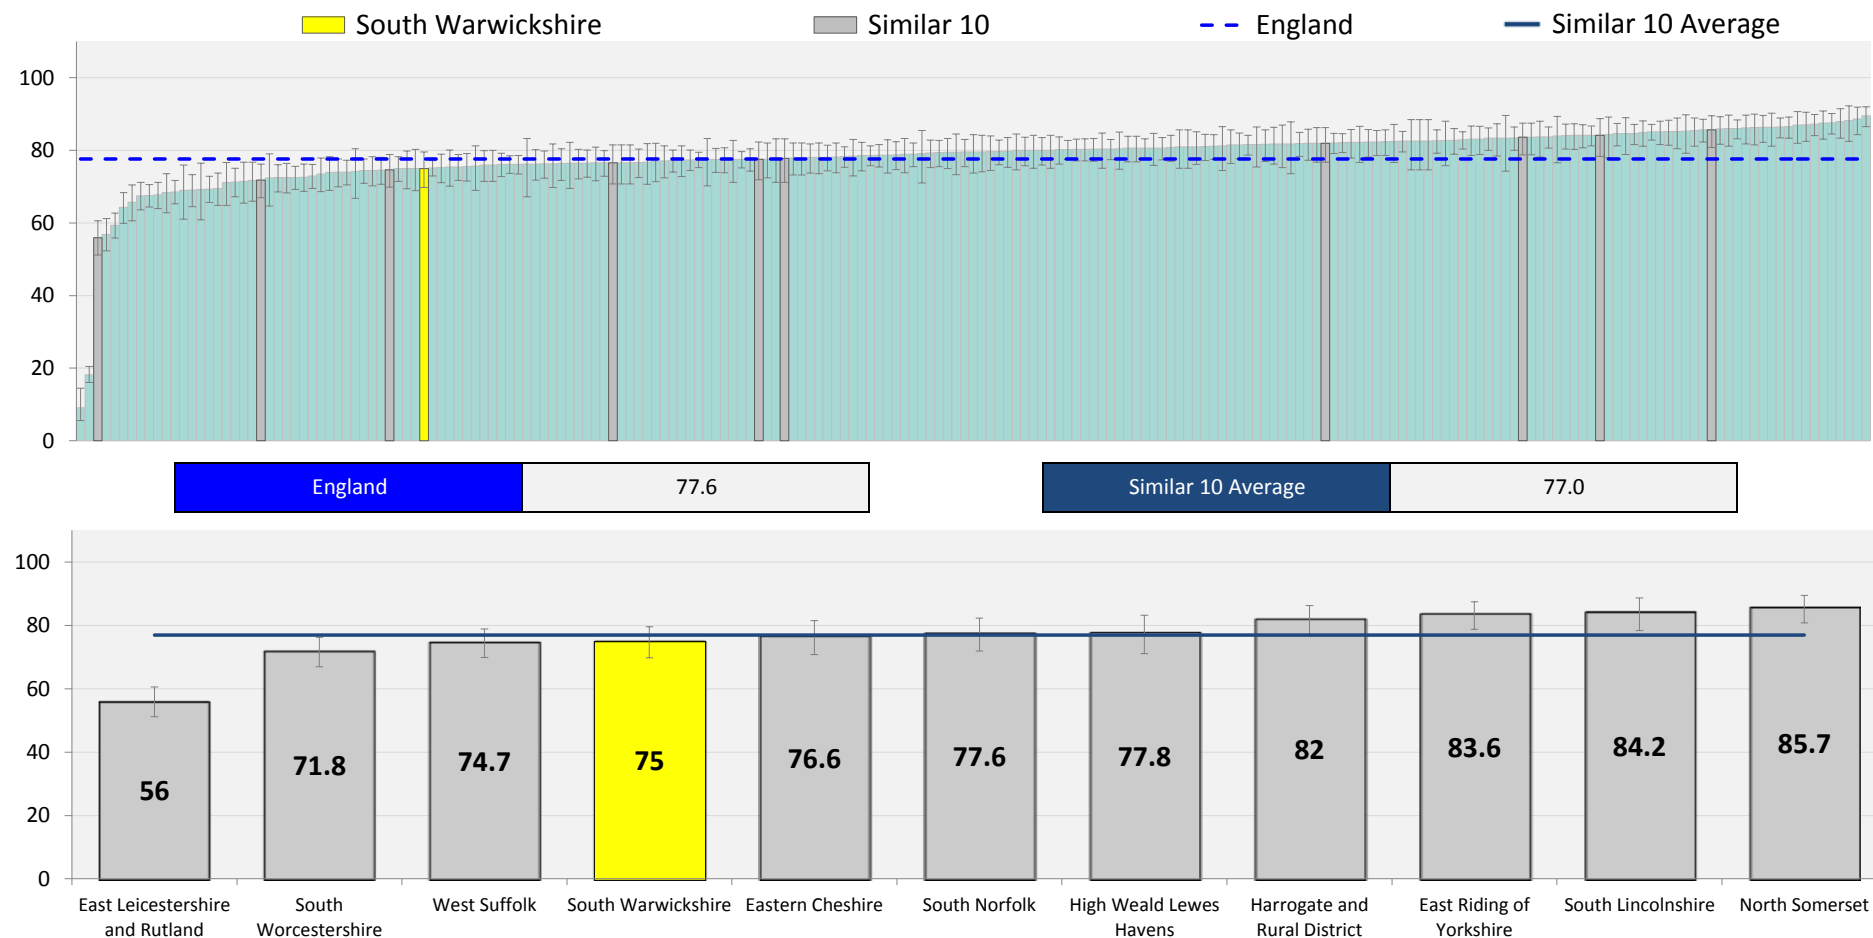 South Warwickshire
Similar 10
England
Similar 10 Average
100
80
60
40
20
0
England
77.6
Similar 10 Average
77.0
100
80
60
40
20
0
56
71.8
74.7
75
76.6
77.6
77.8
82
83.6
84.2
85.7
East Leicestershire
and Rutland
South
Worcestershire
West Suffolk
South Warwickshire
Eastern Cheshire
South Norfolk
High Weald Lewes
Havens
Harrogate and
Rural District
East Riding of
Yorkshire
South Lincolnshire
North Somerset